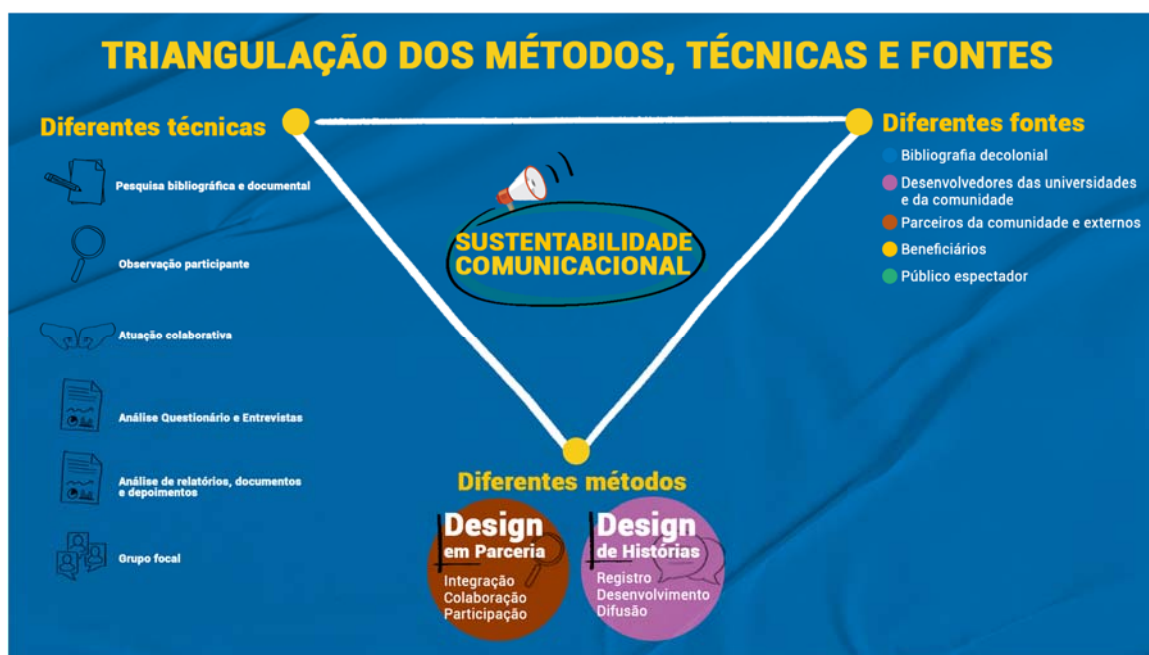 TRIANGULAÇÃO DOS MÉTODOS, TÉCNICAS E FONTES
Diferentes técnicas
Pesquisa bibliográfica e documental
Observação participante
Atuação colaborativa
Análise Questionário e Entrevistas
Análise de relatórios, documentos
e depoimentos
Grupo focal
SUSTENTABILIDADE
COMUNICACIONAL
Diferentes fontes
Bibliografia decolonial
Desenvolvedores das universidades
e da comunidade
Parceiros da comunidade e externos
Beneficiários
Público espectador
Diferentes métodos
Design
em Parceria
Integração
Colaboração
Participação
Design
de Histórias
Registro
Desenvolvimento
Difusão